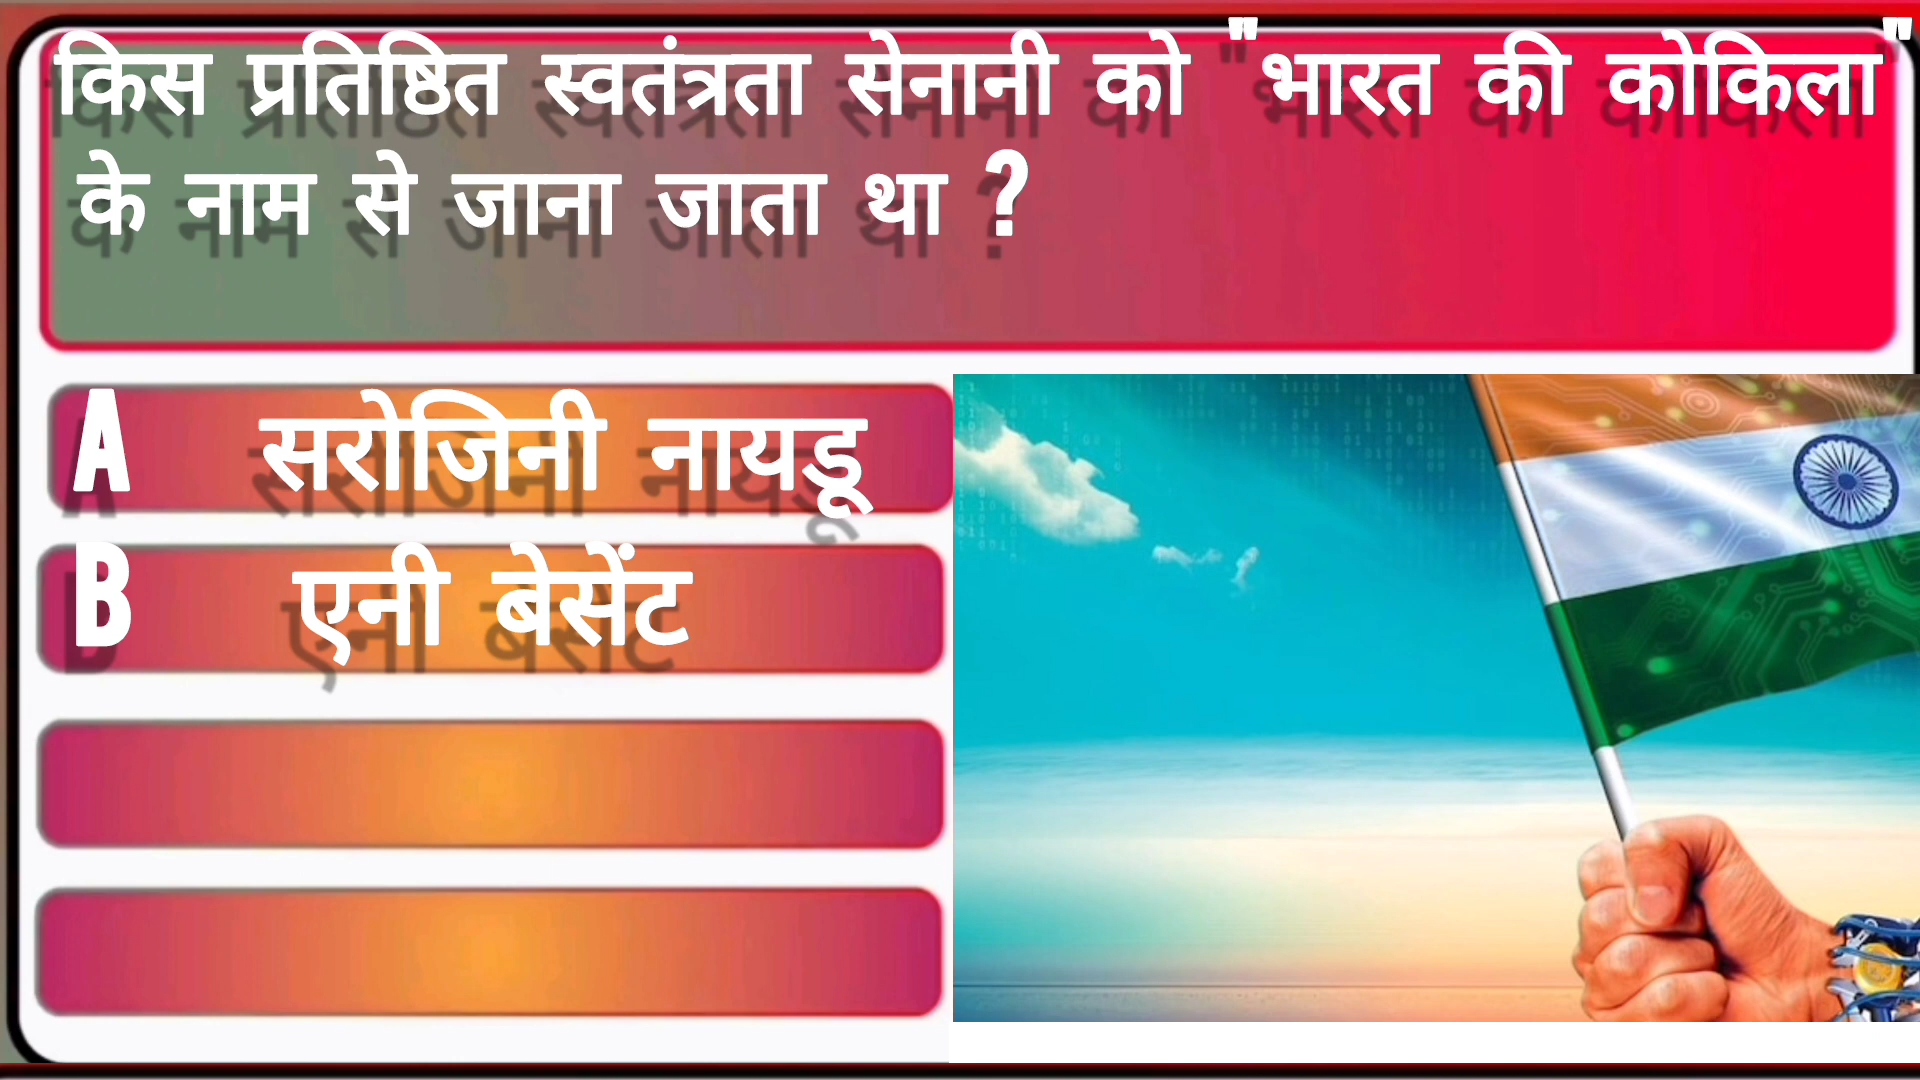 किस प्रतिष्ठित स्वतंत्रता सेनानी को "भारत की कोकिला"
के नाम से जाना जाता था ?
A सरोजिनी नायडू
B एनी बेसेंट